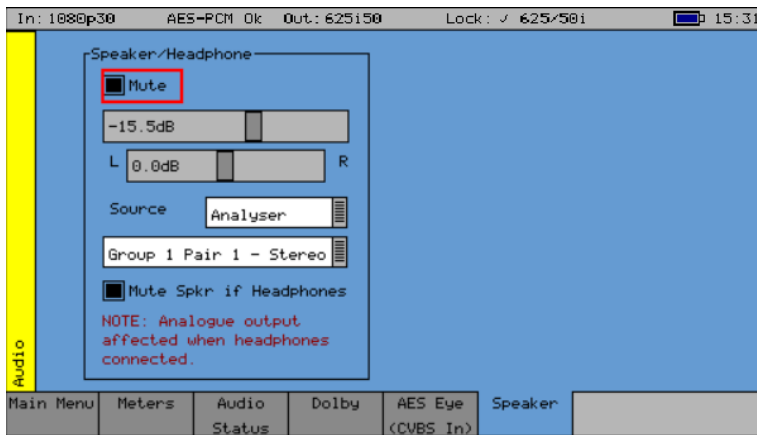 In: 1080p30 AES-PCM Ok Out: 625i50 Lock: ✓ 625/50i 15:31
Speaker/Headphone
Mute
-15.5dB
L 0.0dB R
Source Analyser
Group 1 Pair 1 - Stereo
Mute Spkr if Headphones
NOTE: Analogue output
affected when headphones
connected.
Audio
Main Menu Meters Audio Dolby AES Eye Speaker
Status (CVBS In)